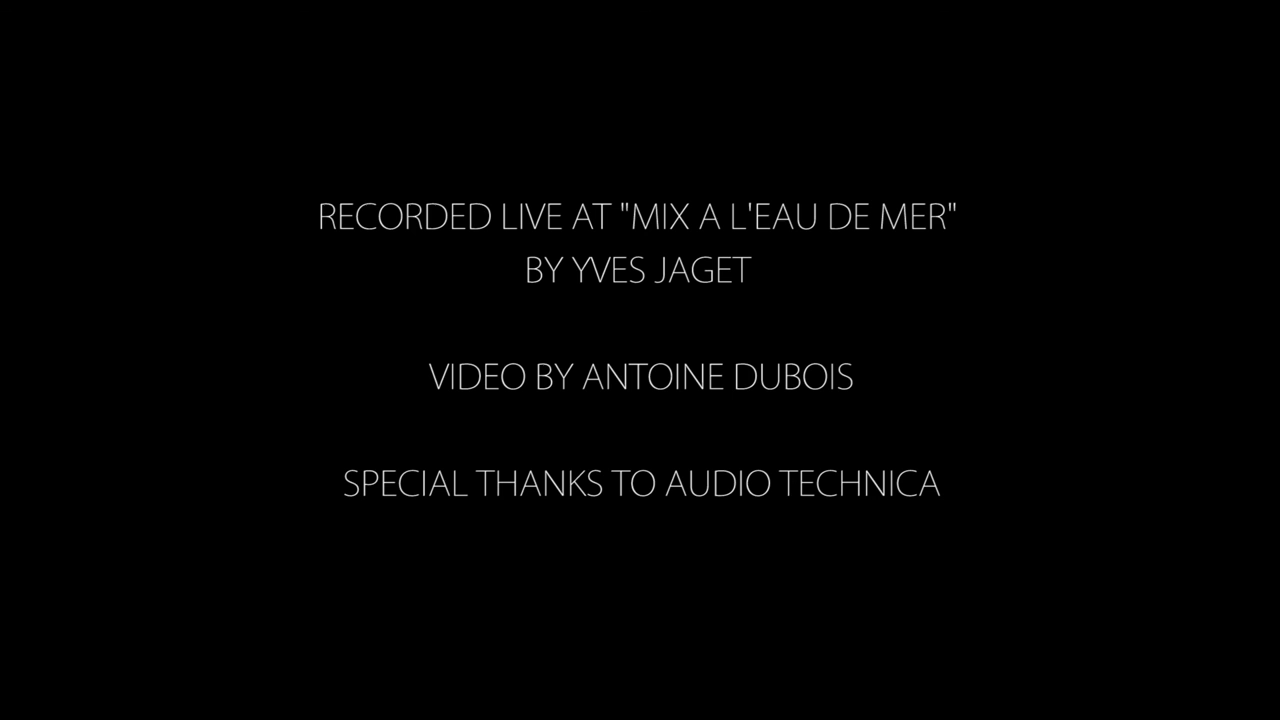 RECORDED LIVE AT "MIX A L'EAU DE MER"
BY YVES JAGET
VIDEO BY ANTOINE DUBOIS
SPECIAL THANKS TO AUDIO TECHNICA